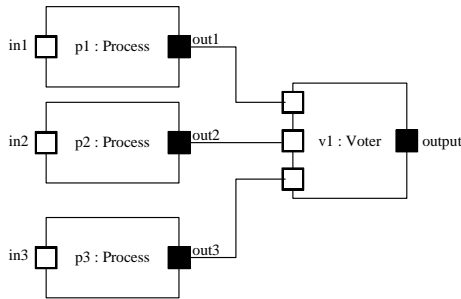 in1
p1 : Process
out1
in2
p2 : Process
out2
v1 : Voter
output
in3
p3 : Process
out3